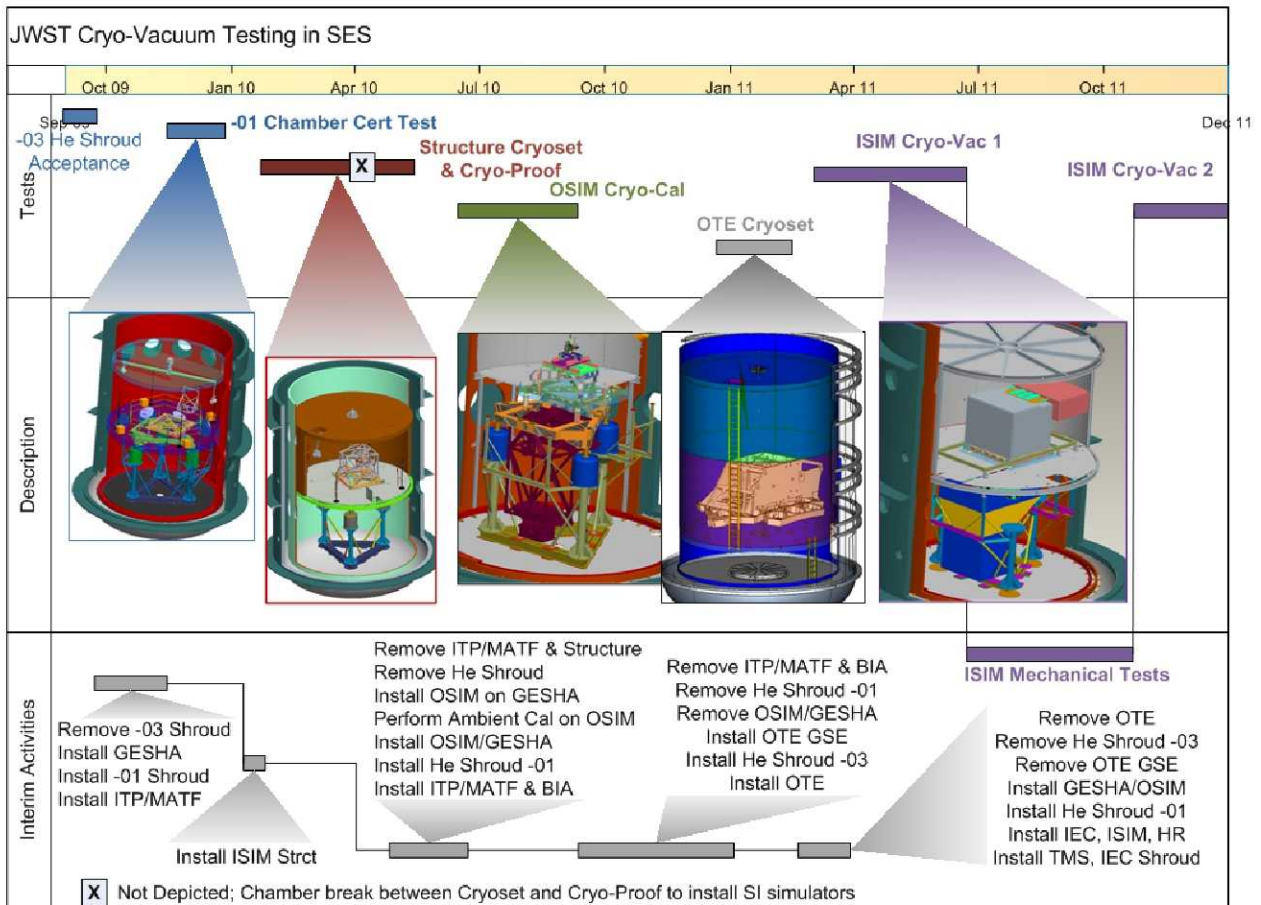 JWST Cryo-Vacuum Testing in SES
Oct 09
Jan 10
Apr 10
Jul 10
Oct 10
Jan 11
Apr 11
Jul 11
Oct 11
Dec 11
Tests
-03 He Shroud
Acceptance
-01 Chamber Cert Test
Structure Cryoset
& Cryo-Proof
X
OSIM Cryo-Cal
OTE Cryoset
ISIM Cryo-Vac 1
ISIM Cryo-Vac 2
Description
Interim Activities
Remove -03 Shroud
Install GESHA
Install -01 Shroud
Install ITP/MATF
Install ISIM Strct
Remove ITP/MATF & Structure
Remove He Shroud
Install OSIM on GESHA
Perform Ambient Cal on OSIM
Install OSIM/GESHA
Install He Shroud -01
Install ITP/MATF & BIA
Remove ITP/MATF & BIA
Remove He Shroud -01
Remove OSIM/GESHA
Install OTE GSE
Install He Shroud -03
Install OTE
ISIM Mechanical Tests
Remove OTE
Remove He Shroud -03
Remove OTE GSE
Install GESHA/OSIM
Install He Shroud -01
Install IEC, ISIM, HR
Install TMS, IEC Shroud
X Not Depicted; Chamber break between Cryoset and Cryo-Proof to install SI simulators